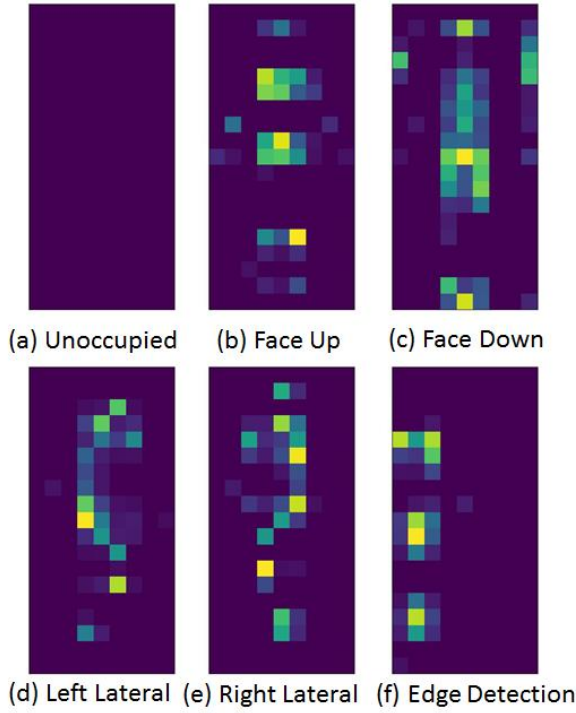 (a) Unoccupied (b) Face Up (c) Face Down
(d) Left Lateral (e) Right Lateral (f) Edge Detection